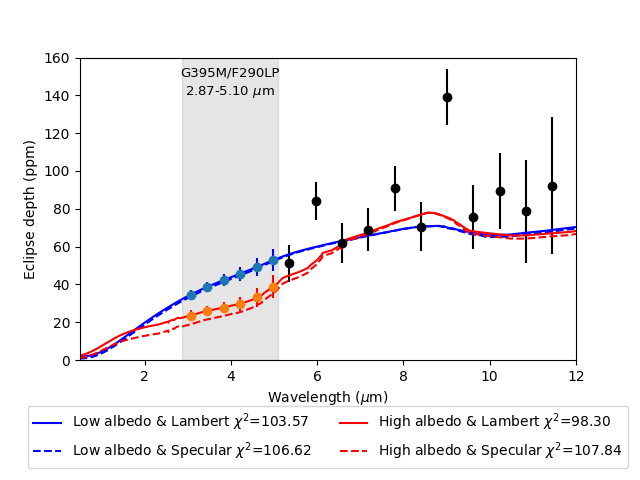 160
140
120
100
80
60
40
20
0
Eclipse depth (ppm)
G395M/F290LP
2.87-5.10 μm
2 4 6 8 10 12
Wavelength (μm)
Low albedo & Lambert χ²=103.57
High albedo & Lambert χ²=98.30
Low albedo & Specular χ²=106.62
High albedo & Specular χ²=107.84